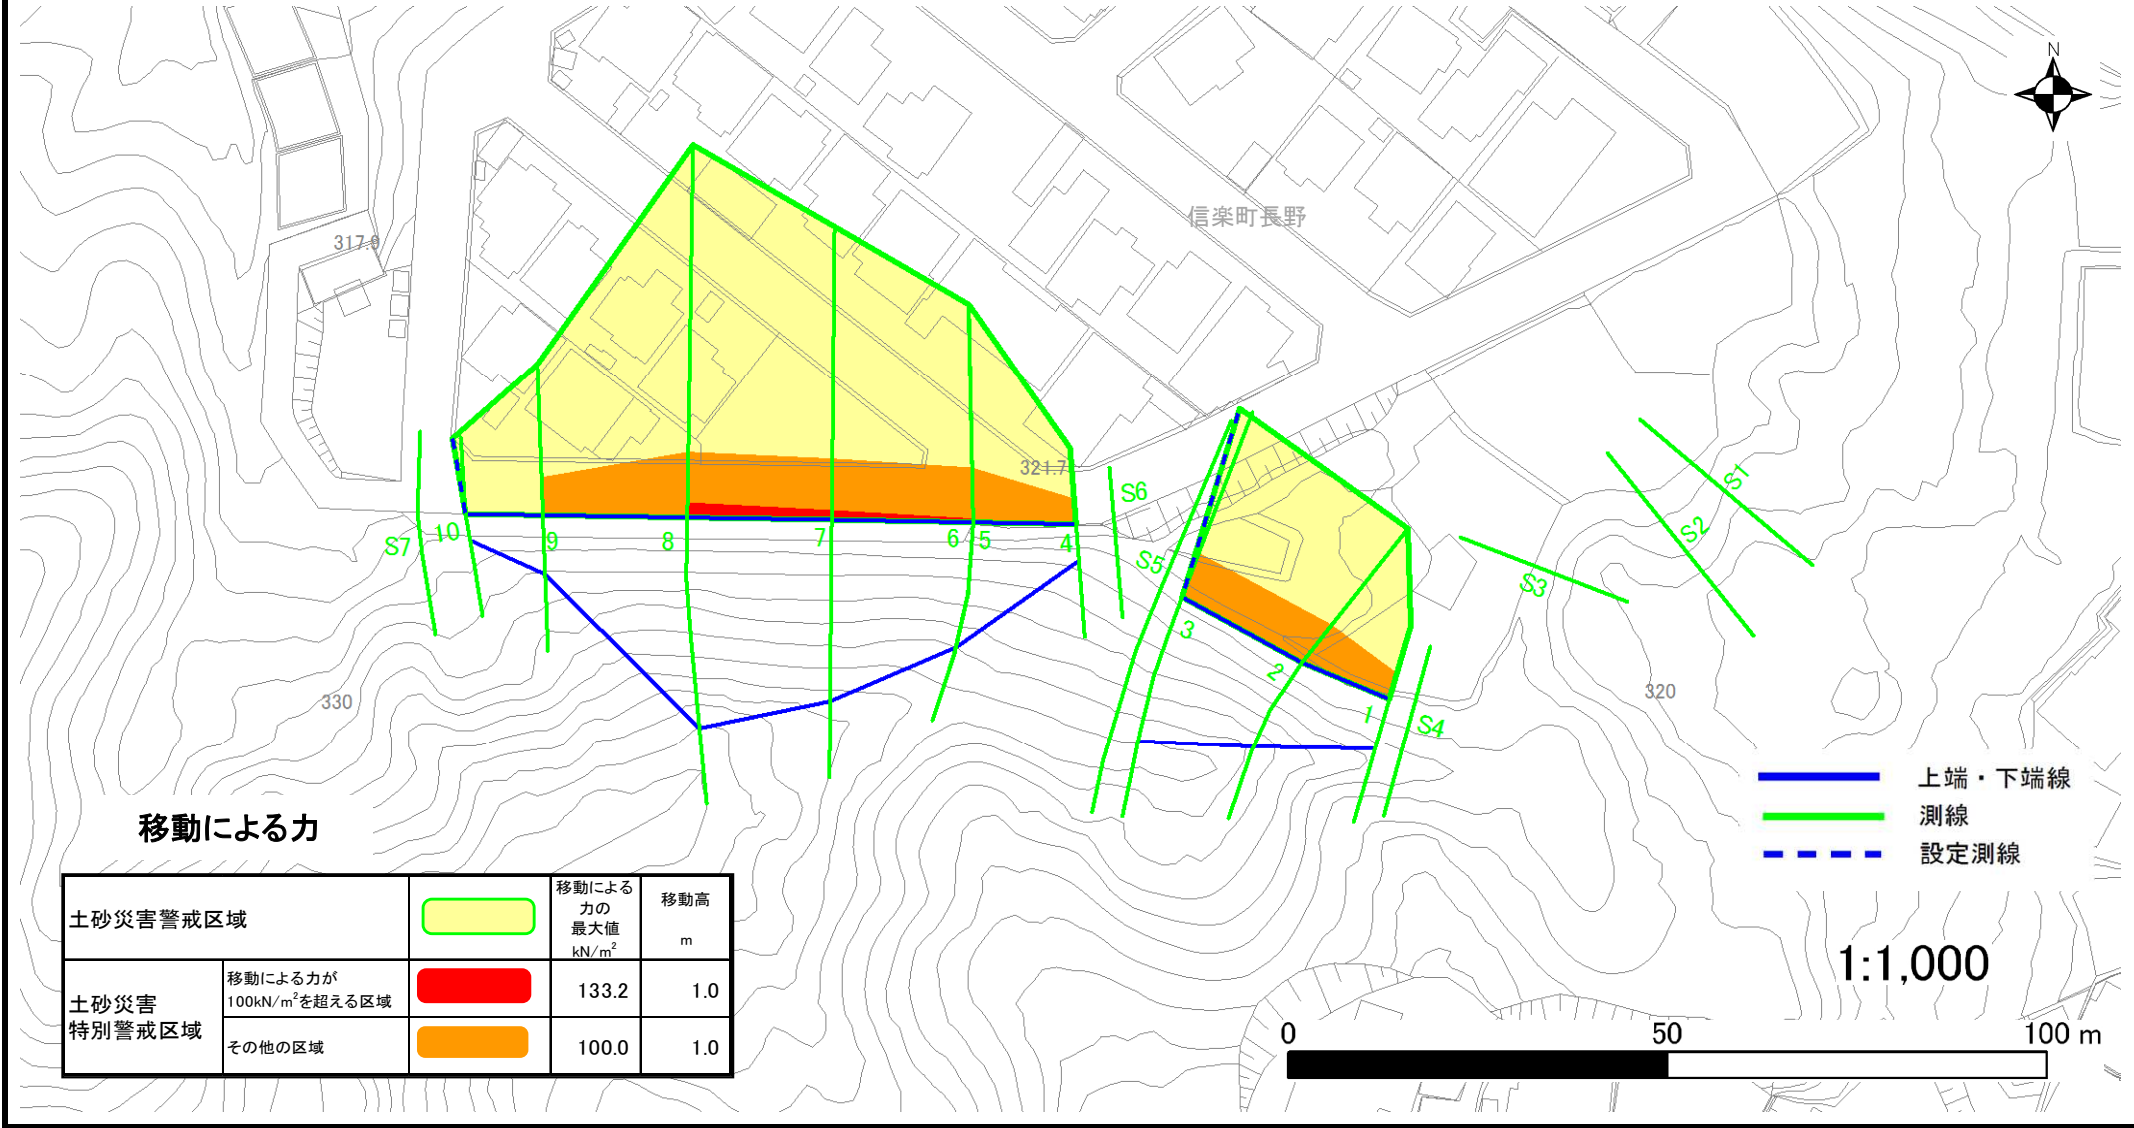 N
信楽町長野
317.9
321.7
330
320
S1
S2
S3
S4
S5
S6
S7
10
9
8
7
6
5
4
3
2
1
移動による力
土砂災害警戒区域
移動による
力の
最大値
kN/m²
移動高
m
土砂災害
特別警戒区域
移動による力が
100kN/m²を超える区域
133.2
1.0
その他の区域
100.0
1.0
上端・下端線
測線
設定測線
1:1,000
0
50
100 m